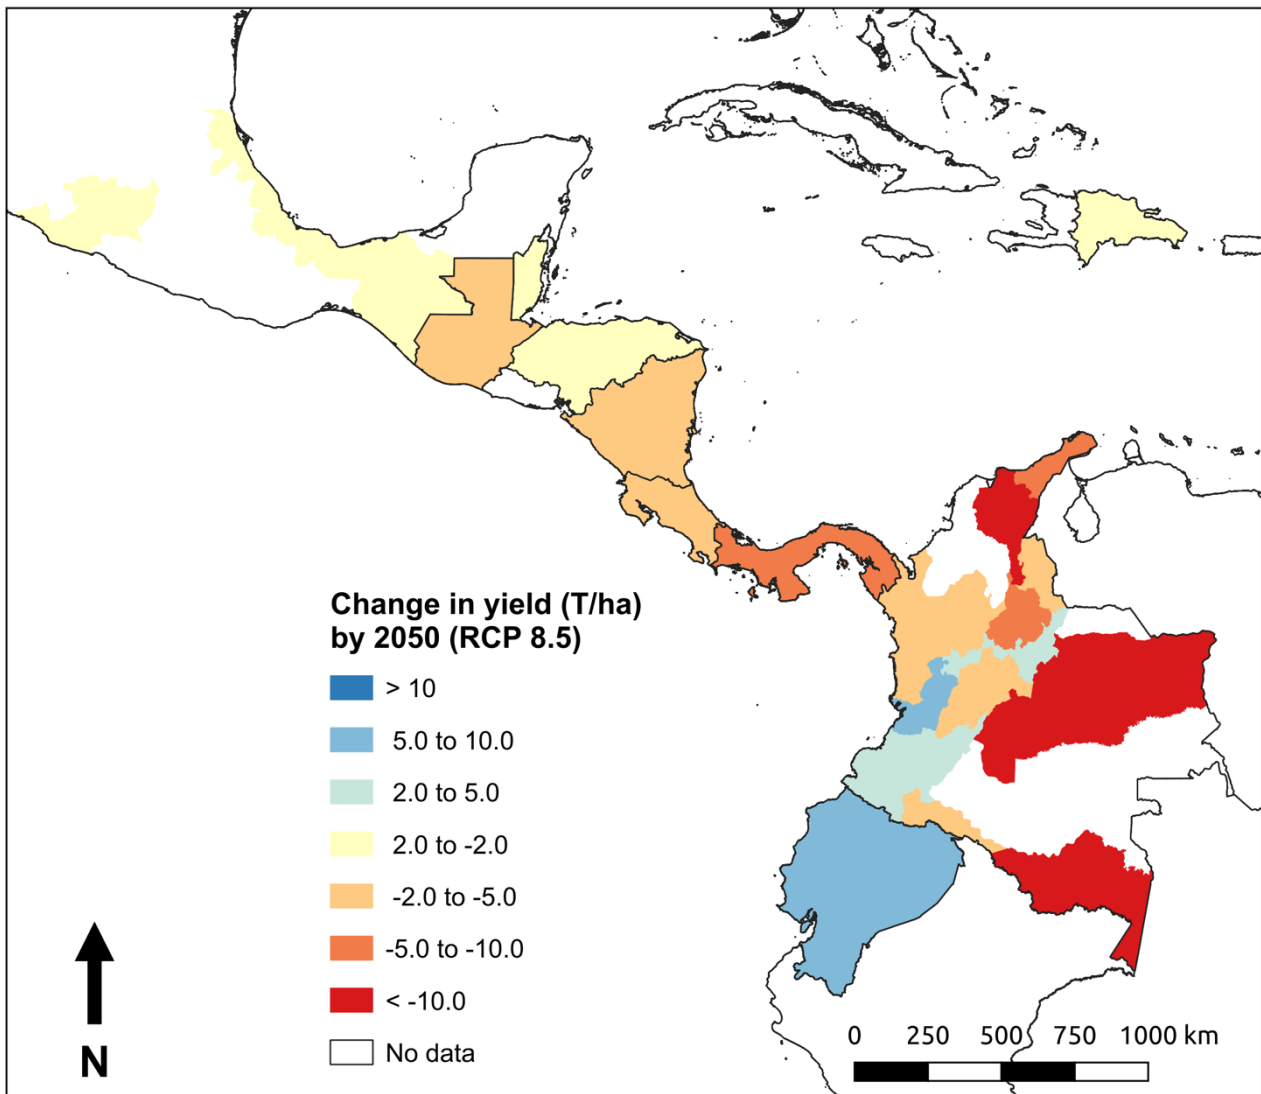 Change in yield (T/ha)
by 2050 (RCP 8.5)
> 10
5.0 to 10.0
2.0 to 5.0
2.0 to -2.0
-2.0 to -5.0
-5.0 to -10.0
< -10.0
No data
N
0 250 500 750 1000 km